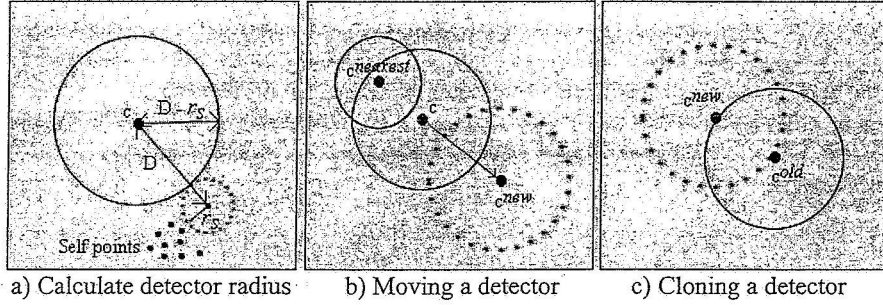 c
D - r_s
D
r_s
Self points
c^nearest
c
c^new
c^new
c^old
a) Calculate detector radius
b) Moving a detector
c) Cloning a detector